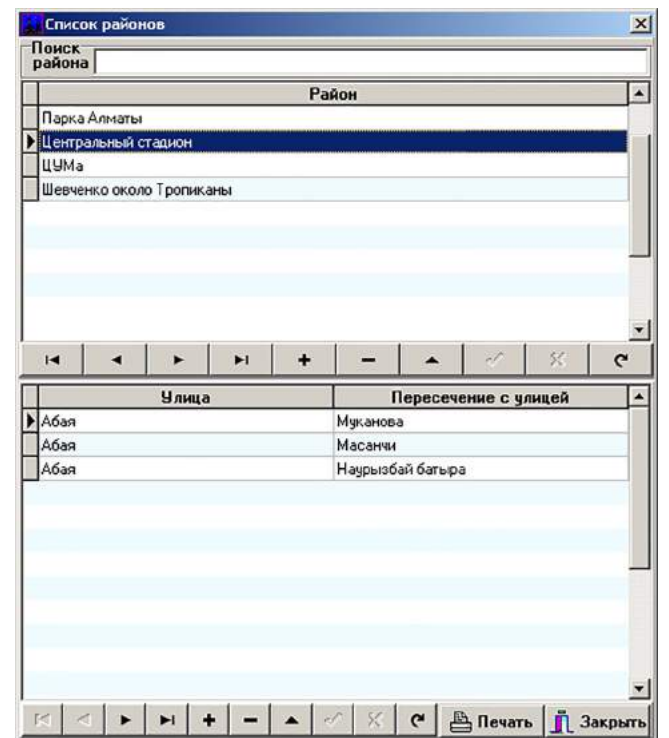 Список районов
Поиск
района
Район
Парка Алматы
Центральный стадион
ЦУМа
Шевченко около Тропиканы
Улица Пересечение с улицей
Абая Муканова
Абая Масанчи
Абая Наурызбай батыра
Печать Закрыть